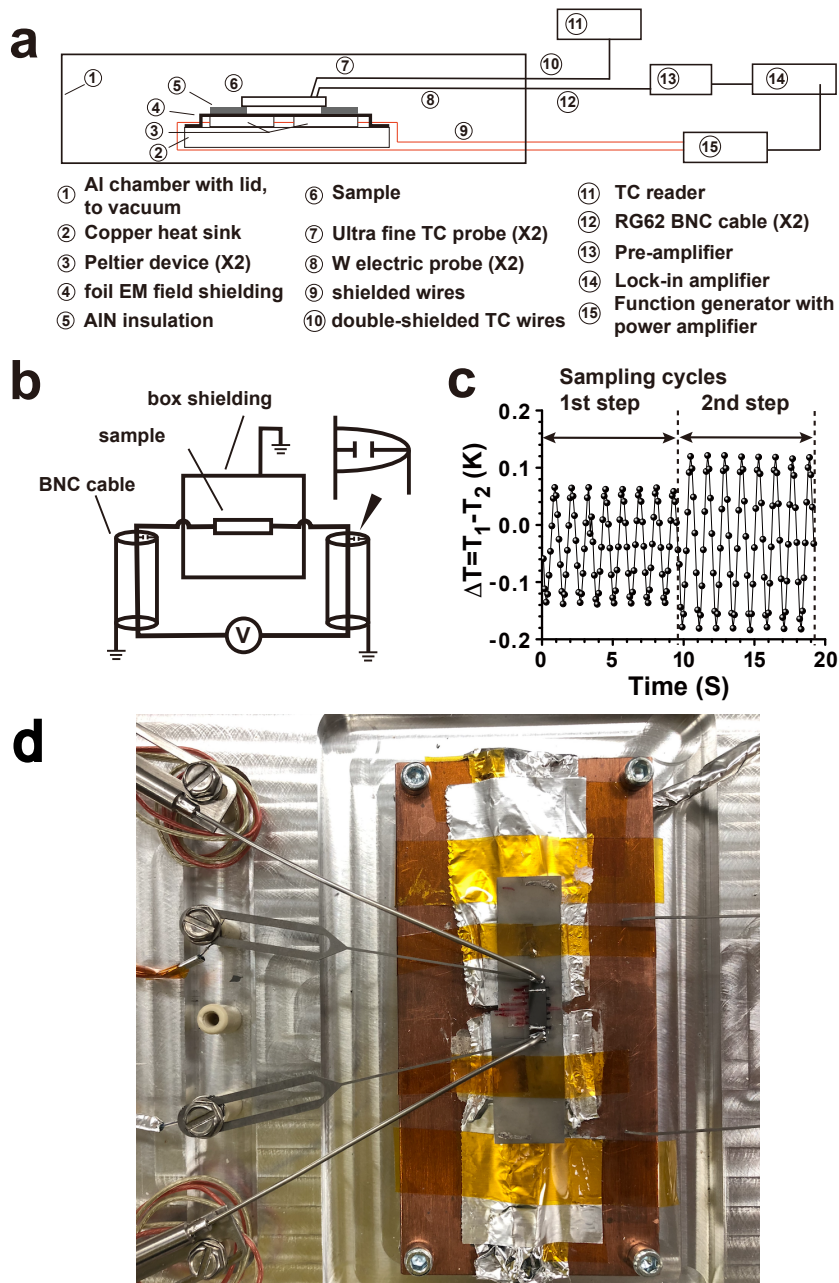 a
11
7
10
5
6
13
14
1
4
8
12
3
9
15
2
① Al chamber with lid,
to vacuum
② Copper heat sink
③ Peltier device (X2)
④ foil EM field shielding
⑤ AlN insulation
⑥ Sample
⑦ Ultra fine TC probe (X2)
⑧ W electric probe (X2)
⑨ shielded wires
⑩ double-shielded TC wires
⑪ TC reader
⑫ RG62 BNC cable (X2)
⑬ Pre-amplifier
⑭ Lock-in amplifier
⑮ Function generator with
power amplifier
b
box shielding
sample
BNC cable
V
c
Sampling cycles
1st step 2nd step
ΔT=T₁-T₂ (K)
0.2
0.1
0.0
-0.1
-0.2
0 5 10 15 20
Time (S)
d